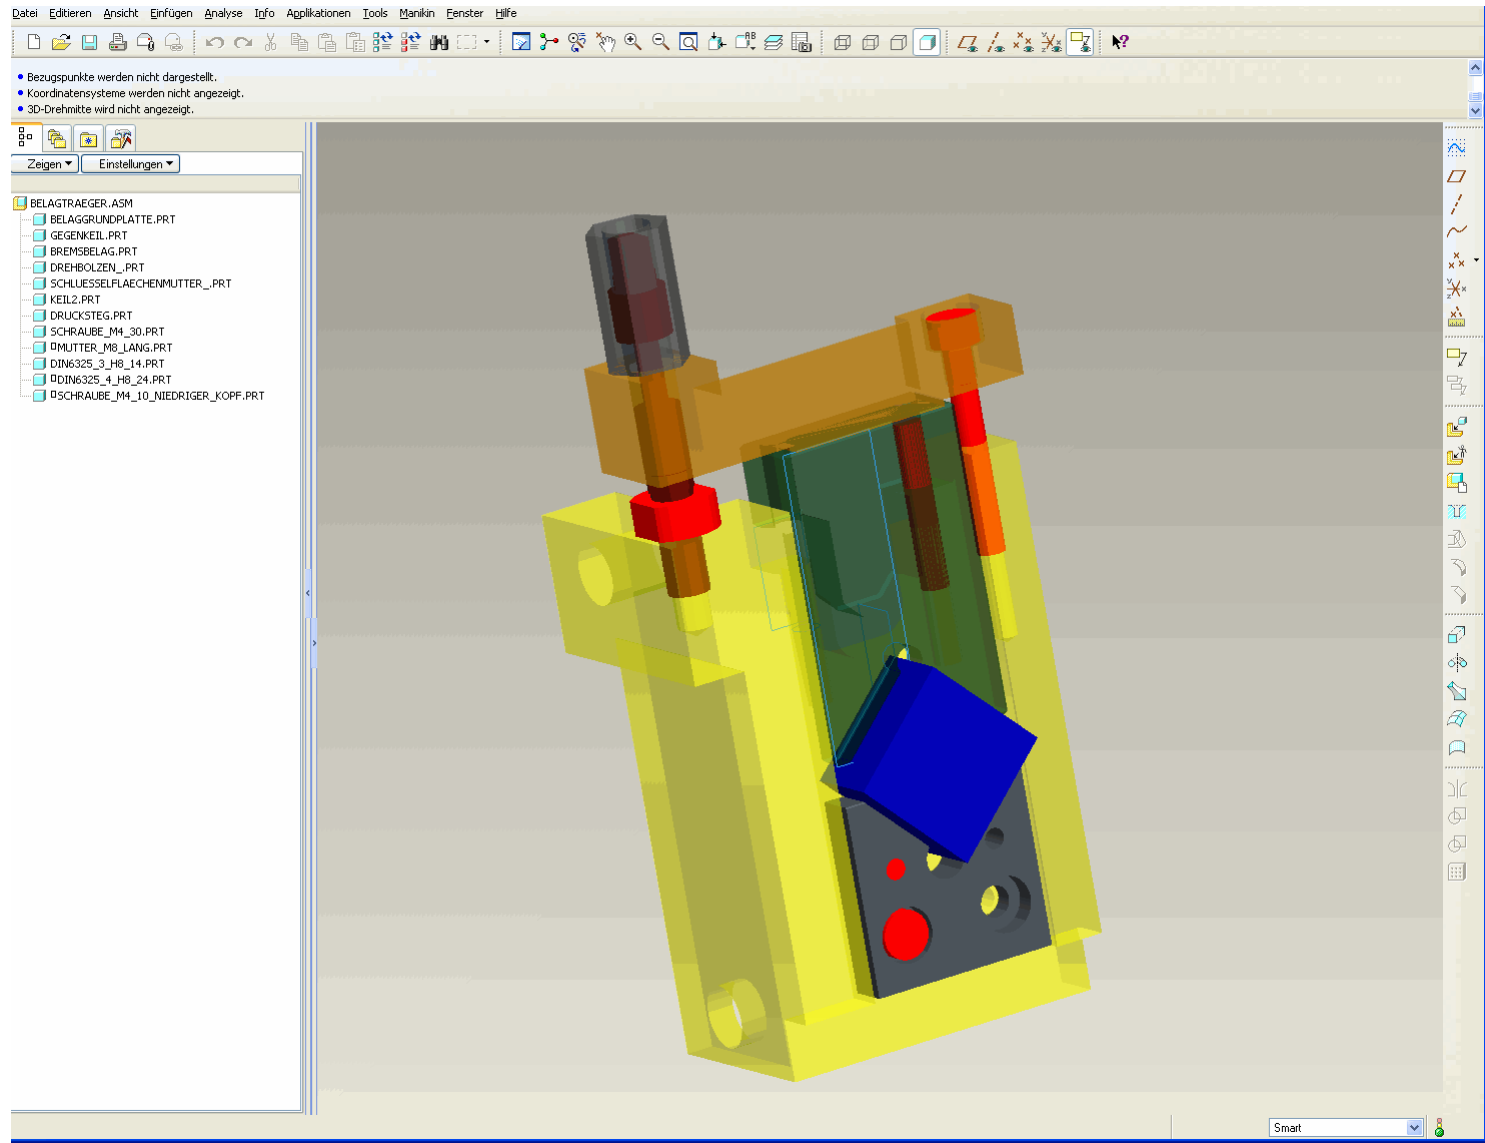 Datei Editieren Ansicht Einfügen Analyse Info Applikationen Tools Manikin Fenster Hilfe
Bezugspunkte werden nicht dargestellt.
Koordinatensysteme werden nicht angezeigt.
3D-Drehmitte wird nicht angezeigt.
Zeigen Einstellungen
BELAGTRAEGER.ASM
BELAGGRUNDPLATTE.PRT
GEGENKEIL.PRT
BREMSBELAG.PRT
DREHBOLZEN_.PRT
SCHLUESSELFLAECHENMUTTER_.PRT
KEIL2.PRT
DRUCKSTEG.PRT
SCHRAUBE_M4_30.PRT
MUTTER_M8_LANG.PRT
DIN6325_3_H8_14.PRT
DIN6325_4_H8_24.PRT
SCHRAUBE_M4_10_NIEDRIGER_KOPF.PRT
Smart